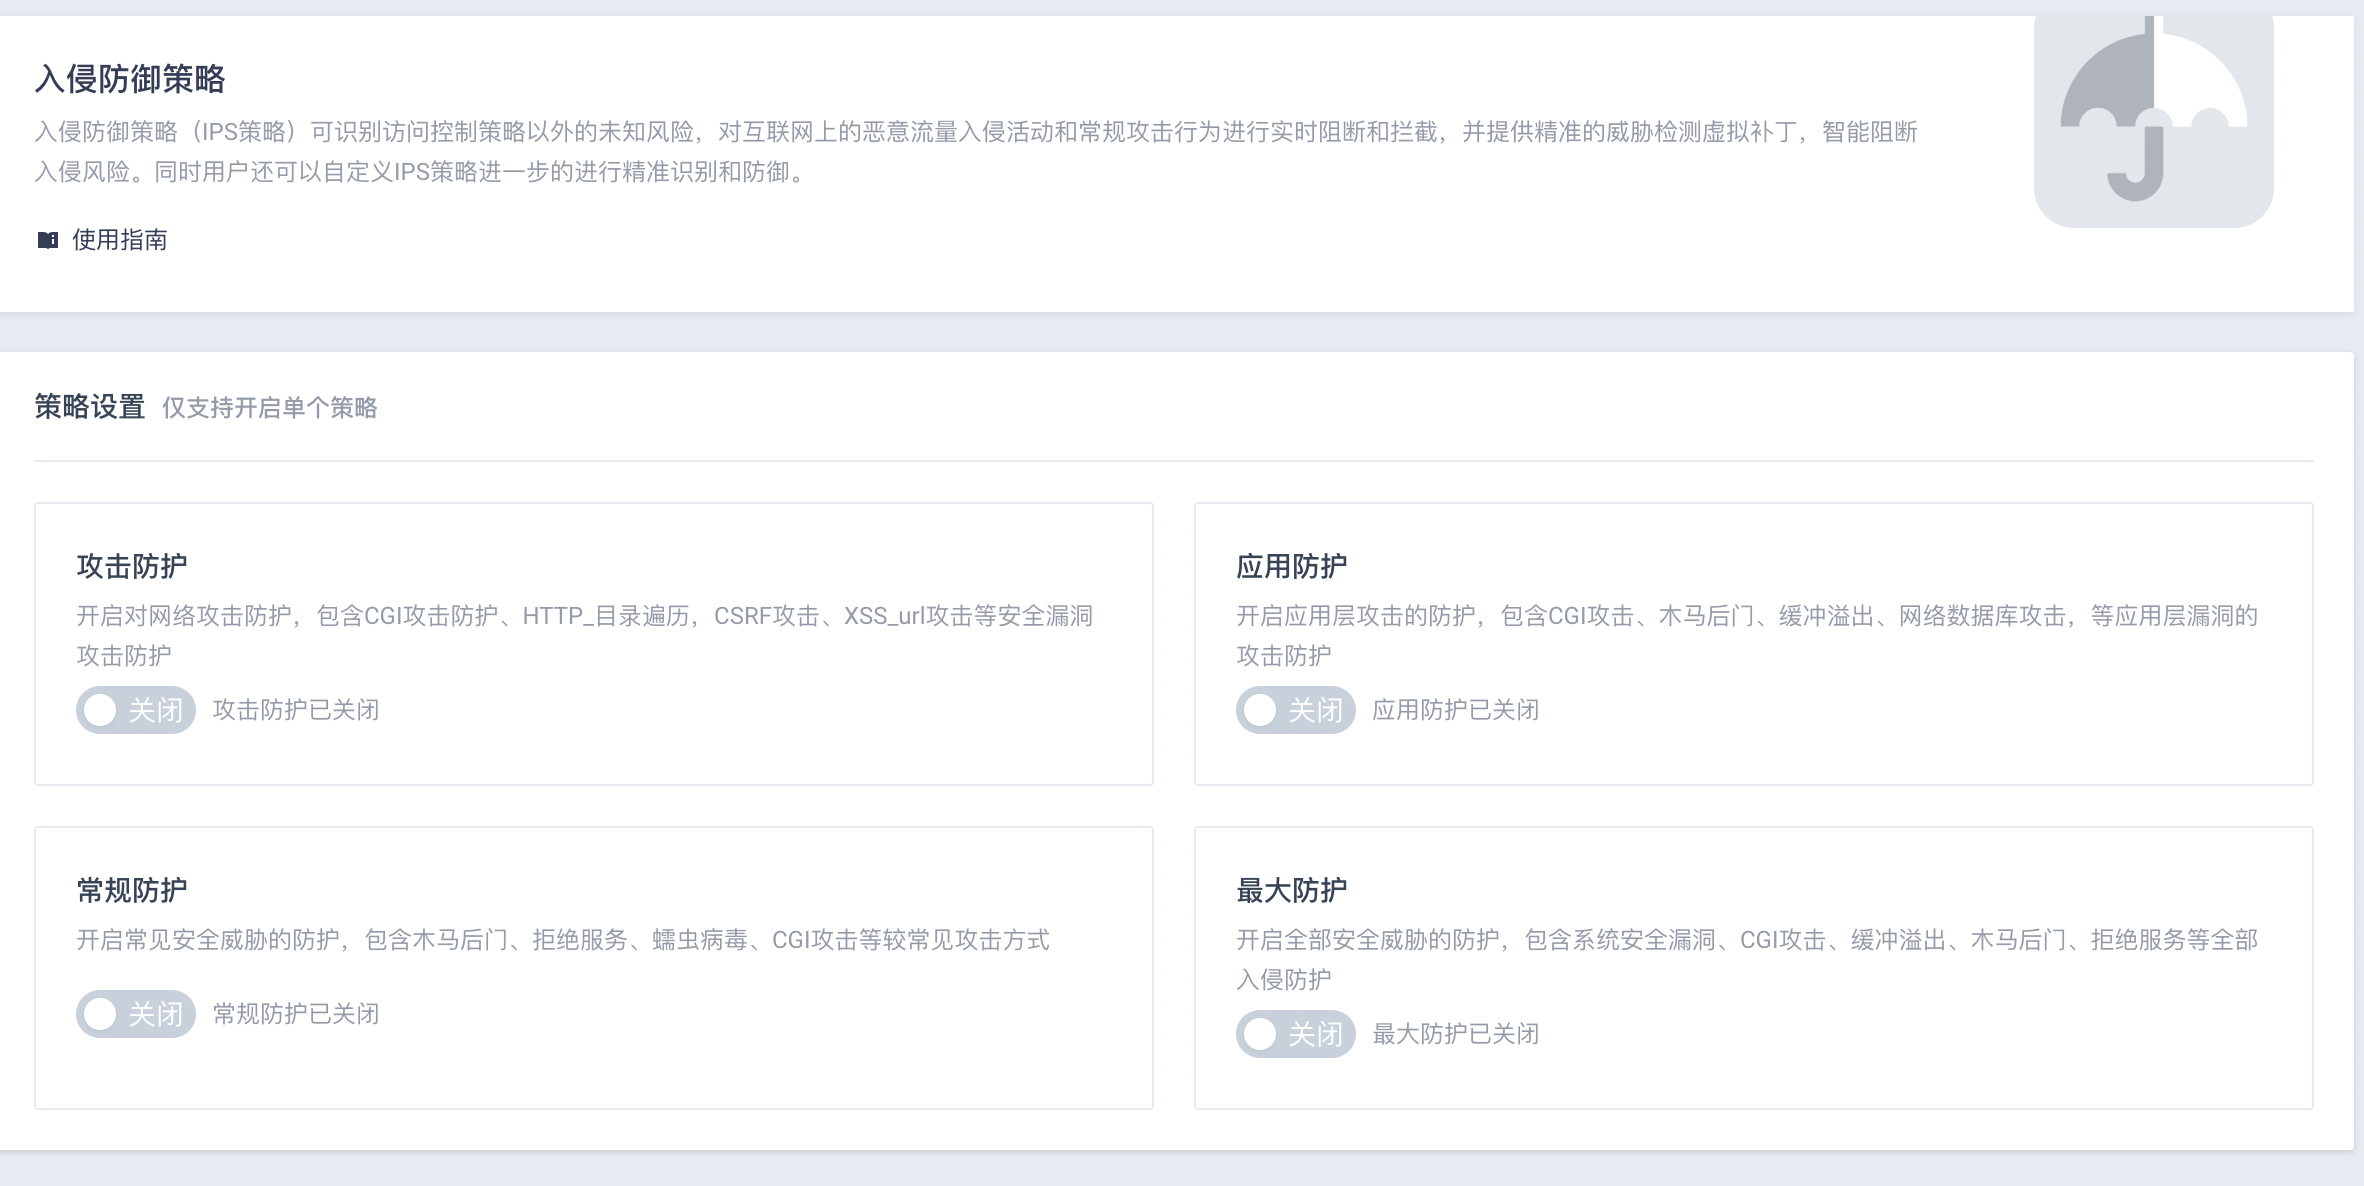 入侵防御策略
入侵防御策略（IPS策略）可识别访问控制策略以外的未知风险，对互联网上的恶意流量入侵活动和常规攻击行为进行实时阻断和拦截，并提供精准的威胁检测虚拟补丁，智能阻断
入侵风险。同时用户还可以自定义IPS策略进一步的进行精准识别和防御。
使用指南
策略设置 仅支持开启单个策略
攻击防护
开启对网络攻击防护，包含CGI攻击防护、HTTP_目录遍历，CSRF攻击、XSS_url攻击等安全漏洞
攻击防护
关闭 攻击防护已关闭
应用防护
开启应用层攻击的防护，包含CGI攻击、木马后门、缓冲溢出、网络数据库攻击，等应用层漏洞的
攻击防护
关闭 应用防护已关闭
常规防护
开启常见安全威胁的防护，包含木马后门、拒绝服务、蠕虫病毒、CGI攻击等较常见攻击方式
关闭 常规防护已关闭
最大防护
开启全部安全威胁的防护，包含系统安全漏洞、CGI攻击、缓冲溢出、木马后门、拒绝服务等全部
入侵防护
关闭 最大防护已关闭